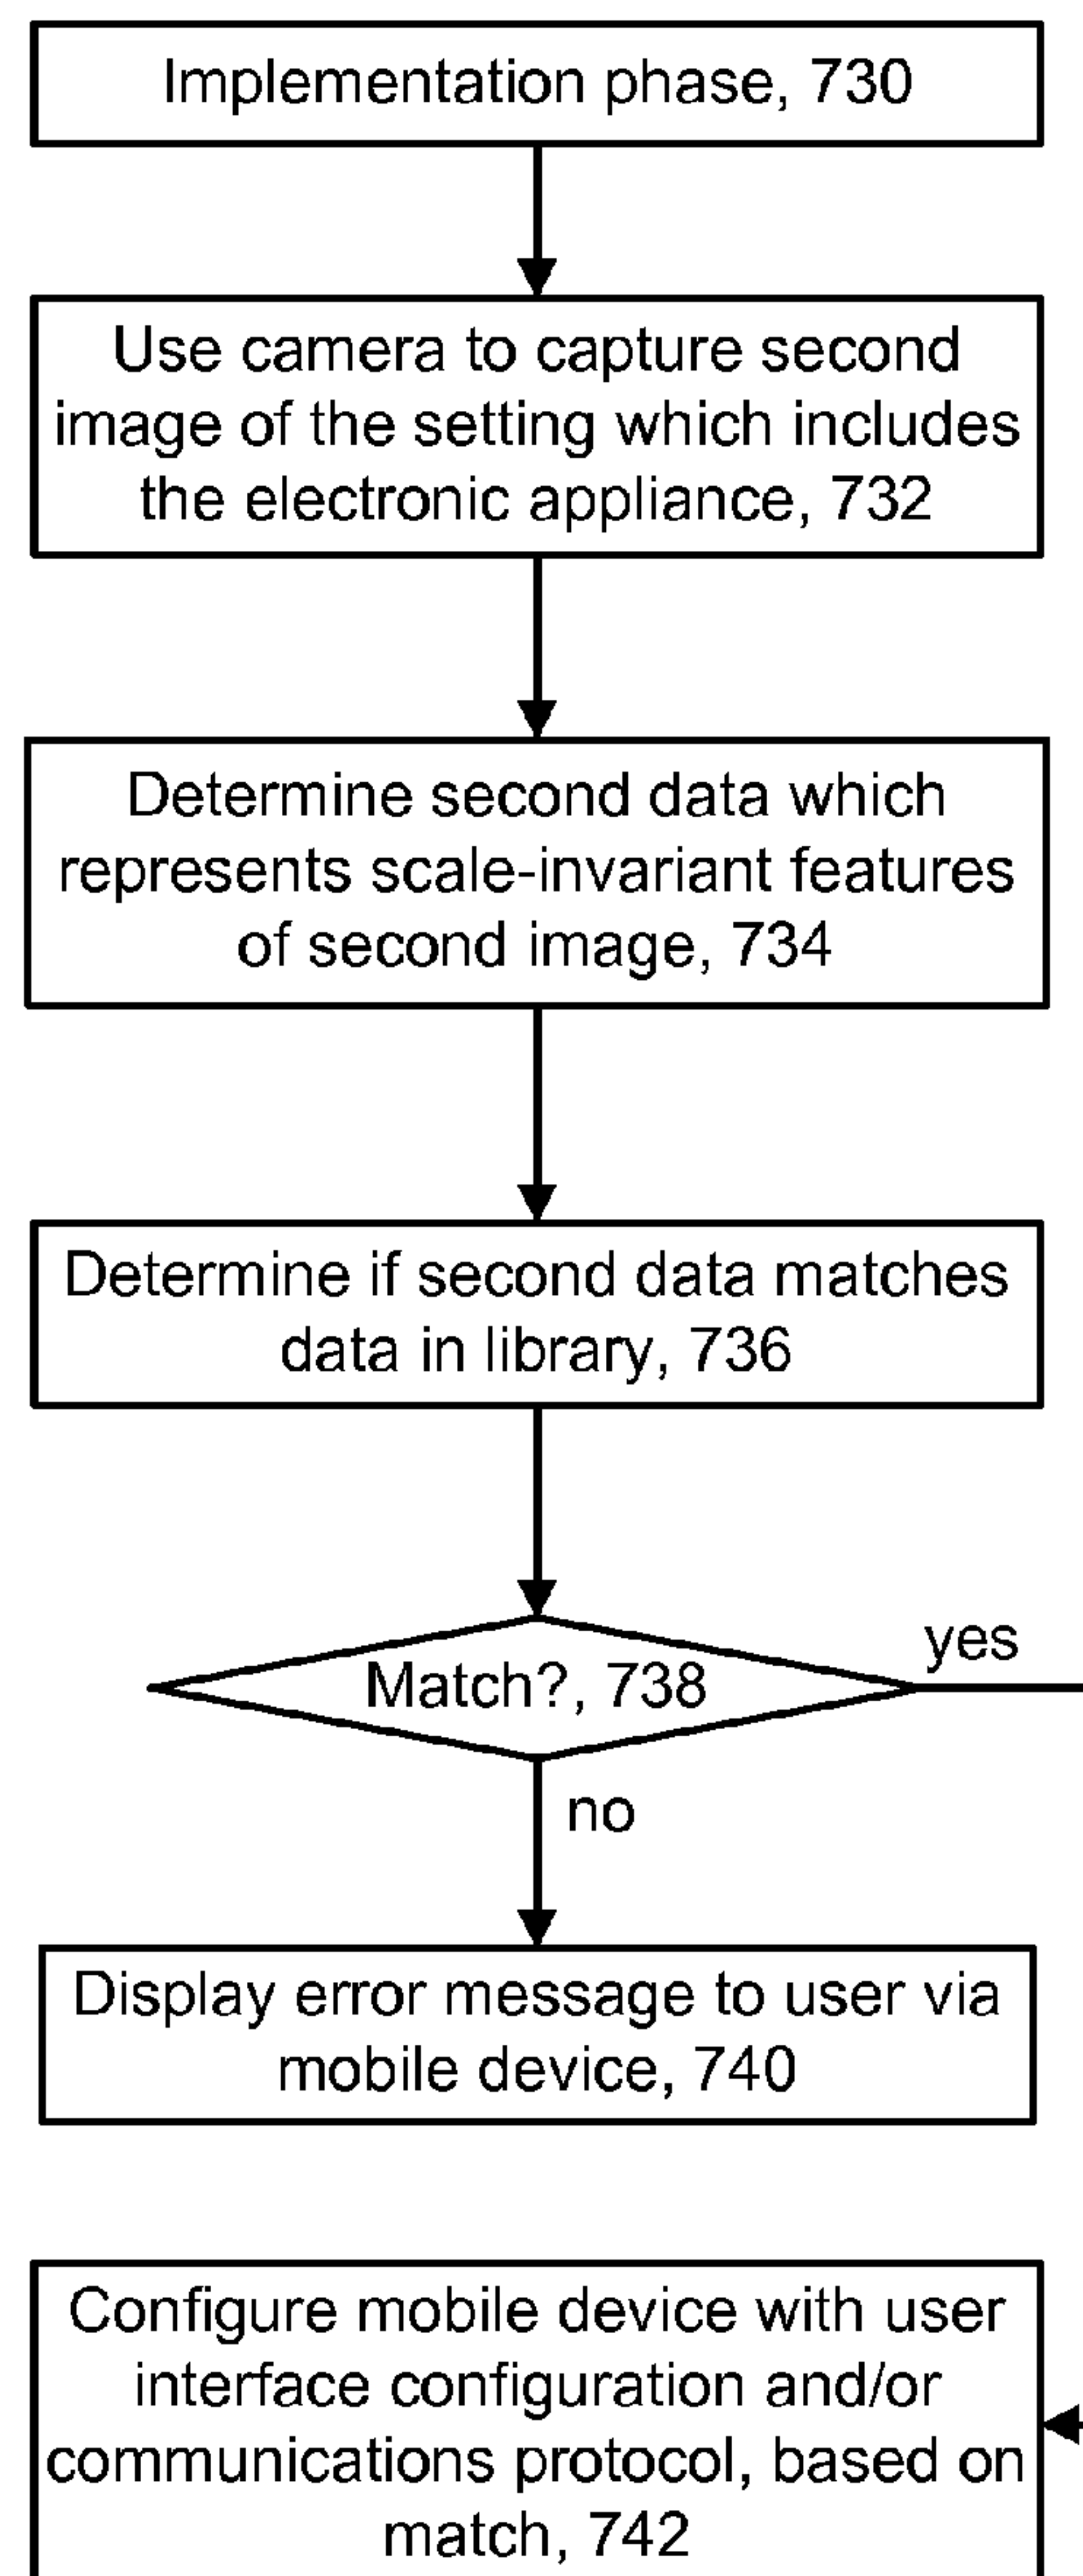 Implementation phase, 730
Use camera to capture second
image of the setting which includes
the electronic appliance, 732
Determine second data which
represents scale-invariant features
of second image, 734
Determine if second data matches
data in library, 736
Match?, 738
yes
no
Display error message to user via
mobile device, 740
Configure mobile device with user
interface configuration and/or
communications protocol, based on
match, 742